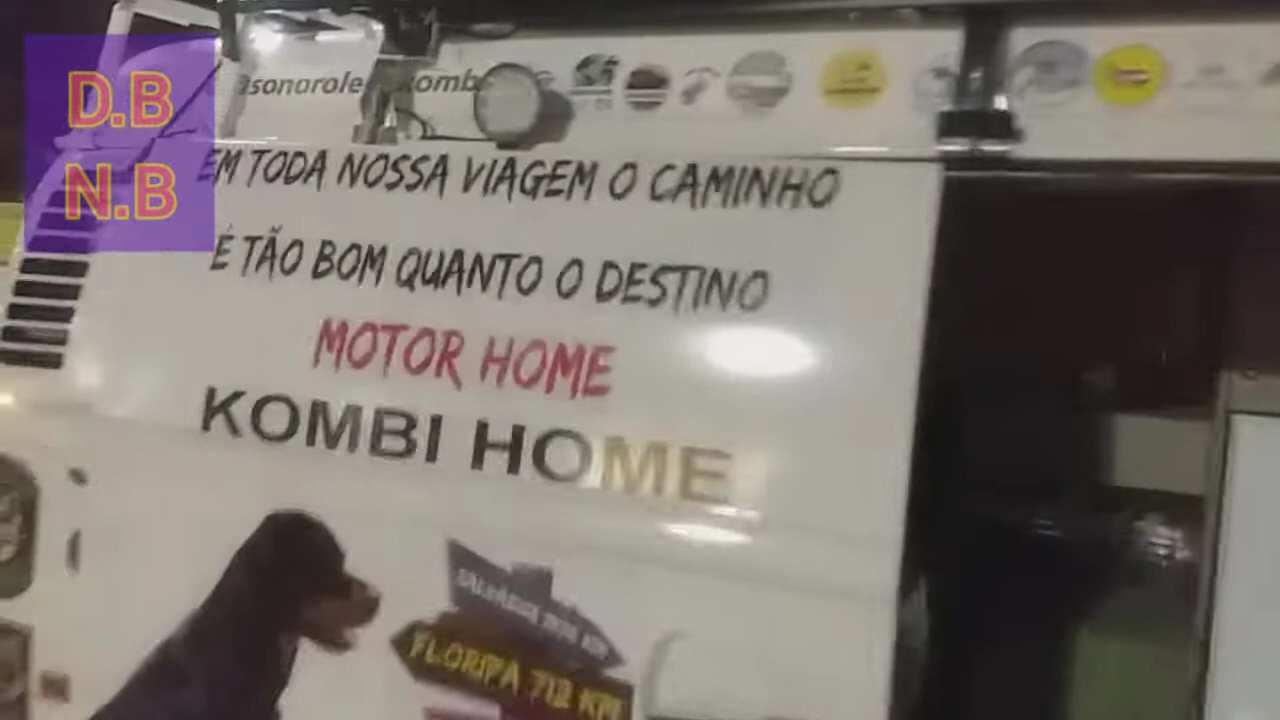 D.B
N.B
EM TODA NOSSA VIAGEM O CAMINHO
É TÃO BOM QUANTO O DESTINO
MOTOR HOME
KOMBI HOME
FLORIPA 712 KM